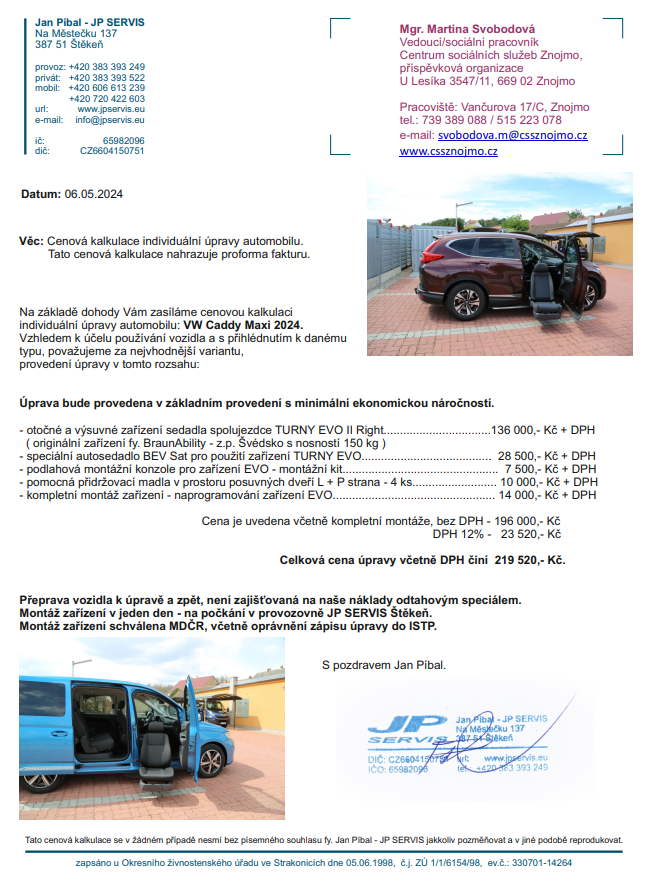 Jan Píbal - JP SERVIS
Na Městečku 137
387 51 Štěkeň
provoz: +420 383 393 249
privát: +420 383 393 522
mobil: +420 606 613 239
+420 720 422 603
url: www.jpservis.eu
e-mail: info@jpservis.eu
ič: 65982096
dič: CZ6604150751
Mgr. Martina Svobodová
Vedoucí/sociální pracovník
Centrum sociálních služeb Znojmo,
příspěvková organizace
U Lesíka 3547/11, 669 02 Znojmo
Pracoviště: Vančurova 17/C, Znojmo
tel.: 739 389 088 / 515 223 078
e-mail: svobodova.m@cssznojmo.cz
www.cssznojmo.cz
Datum: 06.05.2024
Věc: Cenová kalkulace individuální úpravy automobilu.
Tato cenová kalkulace nahrazuje proforma fakturu.
Na základě dohody Vám zasíláme cenovou kalkulaci
individuální úpravy automobilu: VW Caddy Maxi 2024.
Vzhledem k účelu používání vozidla a s přihlédnutím k danému
typu, považujeme za nejvhodnější variantu,
provedení úpravy v tomto rozsahu:
Úprava bude provedena v základním provedení s minimální ekonomickou náročností.
- otočné a výsuvné zařízení sedadla spolujezdce TURNY EVO II Right.................................136 000,- Kč + DPH
( originální zařízení fy. BraunAbility - z.p. Švédsko s nosností 150 kg )
- speciální autosedadlo BEV Sat pro použití zařízení TURNY EVO......................................... 28 500,- Kč + DPH
- podlahová montážní konzole pro zařízení EVO - montážní kit.............................................. 7 500,- Kč + DPH
- pomocná přidržovací madla v prostoru posuvných dveří L + P strana - 4 ks.......................... 10 000,- Kč + DPH
- kompletní montáž zařízení - naprogramování zařízení EVO.................................................. 14 000,- Kč + DPH
Cena je uvedena včetně kompletní montáže, bez DPH - 196 000,- Kč
DPH 12% - 23 520,- Kč
Celková cena úpravy včetně DPH činí 219 520,- Kč.
Přeprava vozidla k úpravě a zpět, není zajišťovaná na naše náklady odtahovým speciálem.
Montáž zařízení v jeden den - na počkání v provozovně JP SERVIS Štěkeň.
Montáž zařízení schválena MDČR, včetně oprávnění zápisu úpravy do ISTP.
S pozdravem Jan Píbal.
JP
SERVIS
Jan Píbal - JP SERVIS
Na Městečku 137
387 51 Štěkeň
DIČ: CZ6604150751 url: www.jpservis.eu
IČO: 65982096 tel.: +420 383 393 249
Tato cenová kalkulace se v žádném případě nesmí bez písemného souhlasu fy. Jan Píbal - JP SERVIS jakkoliv pozměňovat a v jiné podobě reprodukovat.
zapsáno u Okresního živnostenského úřadu ve Strakonicích dne 05.06.1998, č.j. ZÚ 1/1/6154/98, ev.č.: 330701-14264